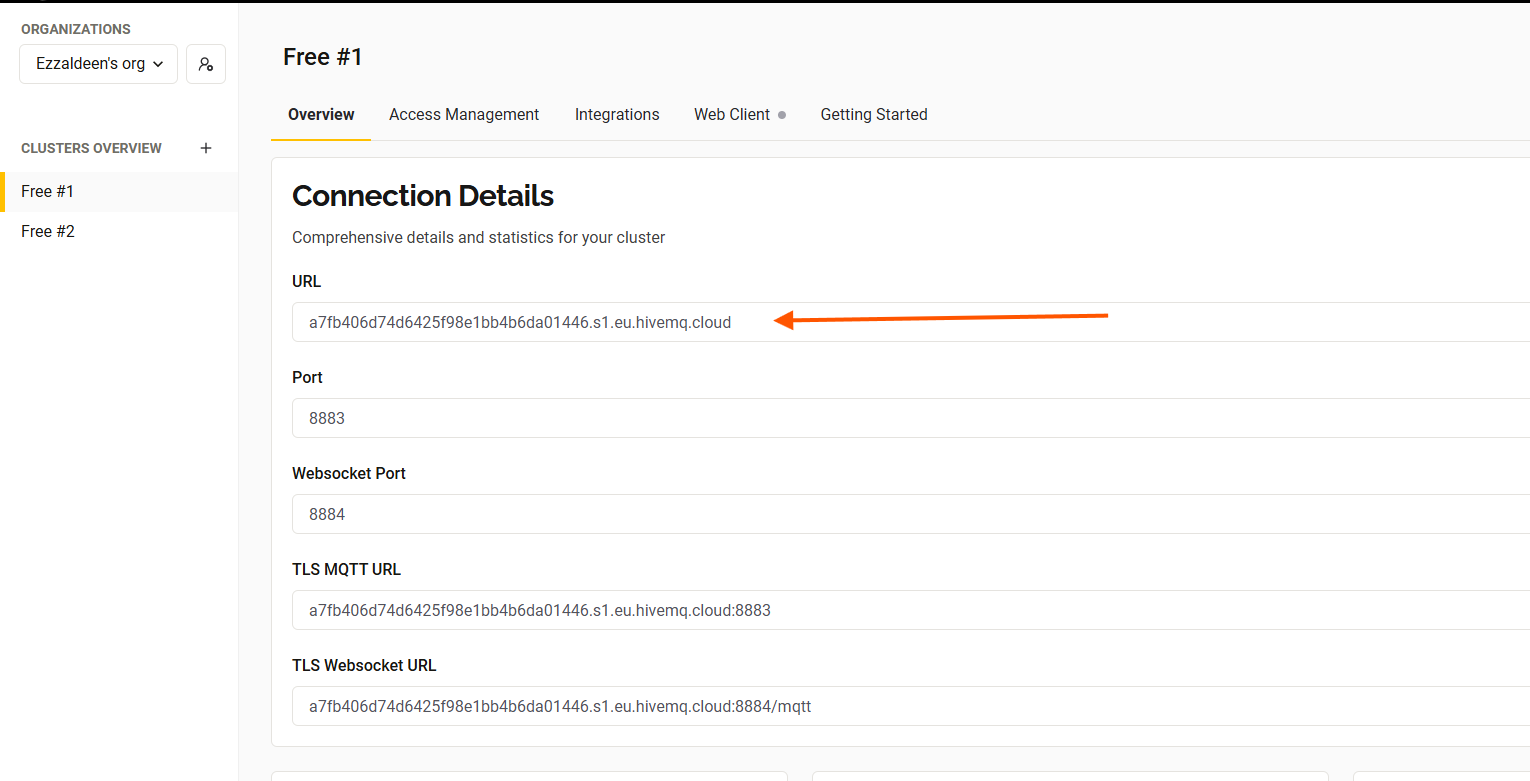 ORGANIZATIONS
Ezzaldeen's org
CLUSTERS OVERVIEW
Free #1
Free #2
Free #1
Overview Access Management Integrations Web Client Getting Started
Connection Details
Comprehensive details and statistics for your cluster
URL
a7fb406d74d6425f98e1bb4b6da01446.s1.eu.hivemq.cloud
Port
8883
Websocket Port
8884
TLS MQTT URL
a7fb406d74d6425f98e1bb4b6da01446.s1.eu.hivemq.cloud:8883
TLS Websocket URL
a7fb406d74d6425f98e1bb4b6da01446.s1.eu.hivemq.cloud:8884/mqtt